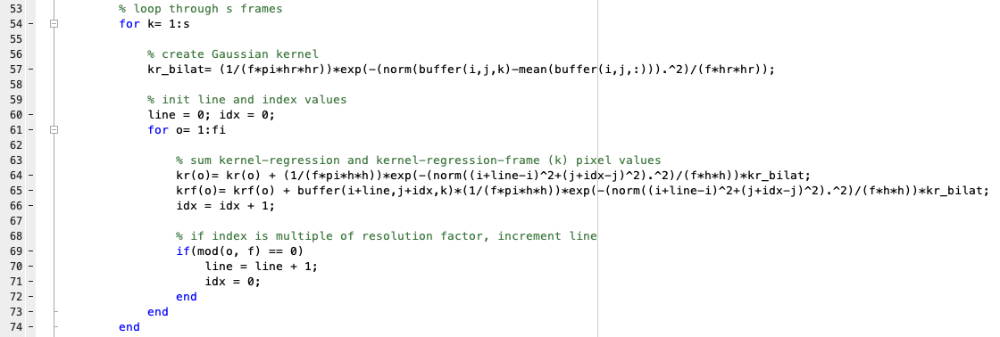 53 % loop through s frames
54 - for k= 1:s
55
56 % create Gaussian kernel
57 - kr_bilat= (1/(f*pi*hr*hr))*exp(-(norm(buffer(i,j,k)-mean(buffer(i,j,:))).^2)/(f*hr*hr));
58
59 % init line and index values
60 - line = 0; idx = 0;
61 - for o= 1:fi
62
63 % sum kernel-regression and kernel-regression-frame (k) pixel values
64 - kr(o)= kr(o) + (1/(f*pi*h*h))*exp(-(norm((i+line-i)^2+(j+idx-j)^2).^2)/(f*h*h))*kr_bilat;
65 - krf(o)= krf(o) + buffer(i+line,j+idx,k)*(1/(f*pi*h*h))*exp(-(norm((i+line-i)^2+(j+idx-j)^2).^2)/(f*h*h))*kr_bilat;
66 - idx = idx + 1;
67
68 % if index is multiple of resolution factor, increment line
69 - if(mod(o, f) == 0)
70 - line = line + 1;
71 - idx = 0;
72 - end
73 - end
74 - end